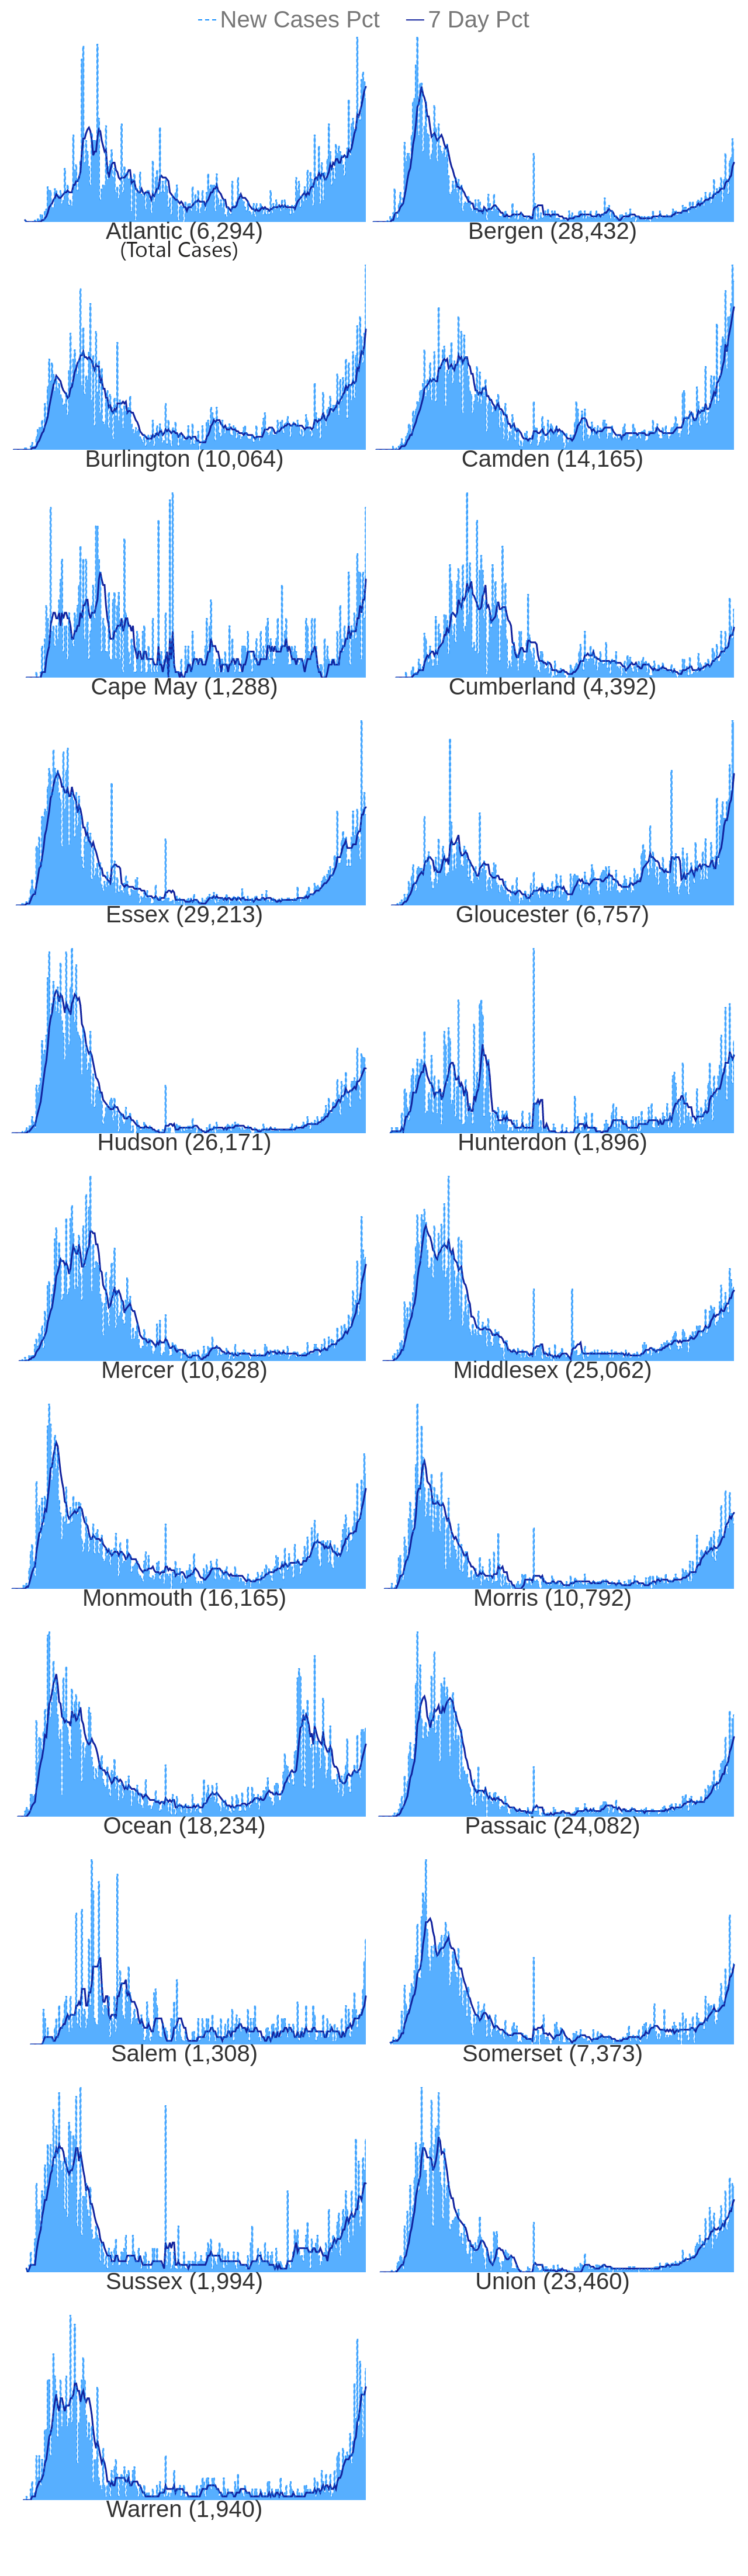 New Cases Pct 7 Day Pct
Atlantic (6,294) Bergen (28,432)
(Total Cases)
Burlington (10,064) Camden (14,165)
Cape May (1,288) Cumberland (4,392)
Essex (29,213) Gloucester (6,757)
Hudson (26,171) Hunterdon (1,896)
Mercer (10,628) Middlesex (25,062)
Monmouth (16,165) Morris (10,792)
Ocean (18,234) Passaic (24,082)
Salem (1,308) Somerset (7,373)
Sussex (1,994) Union (23,460)
Warren (1,940)